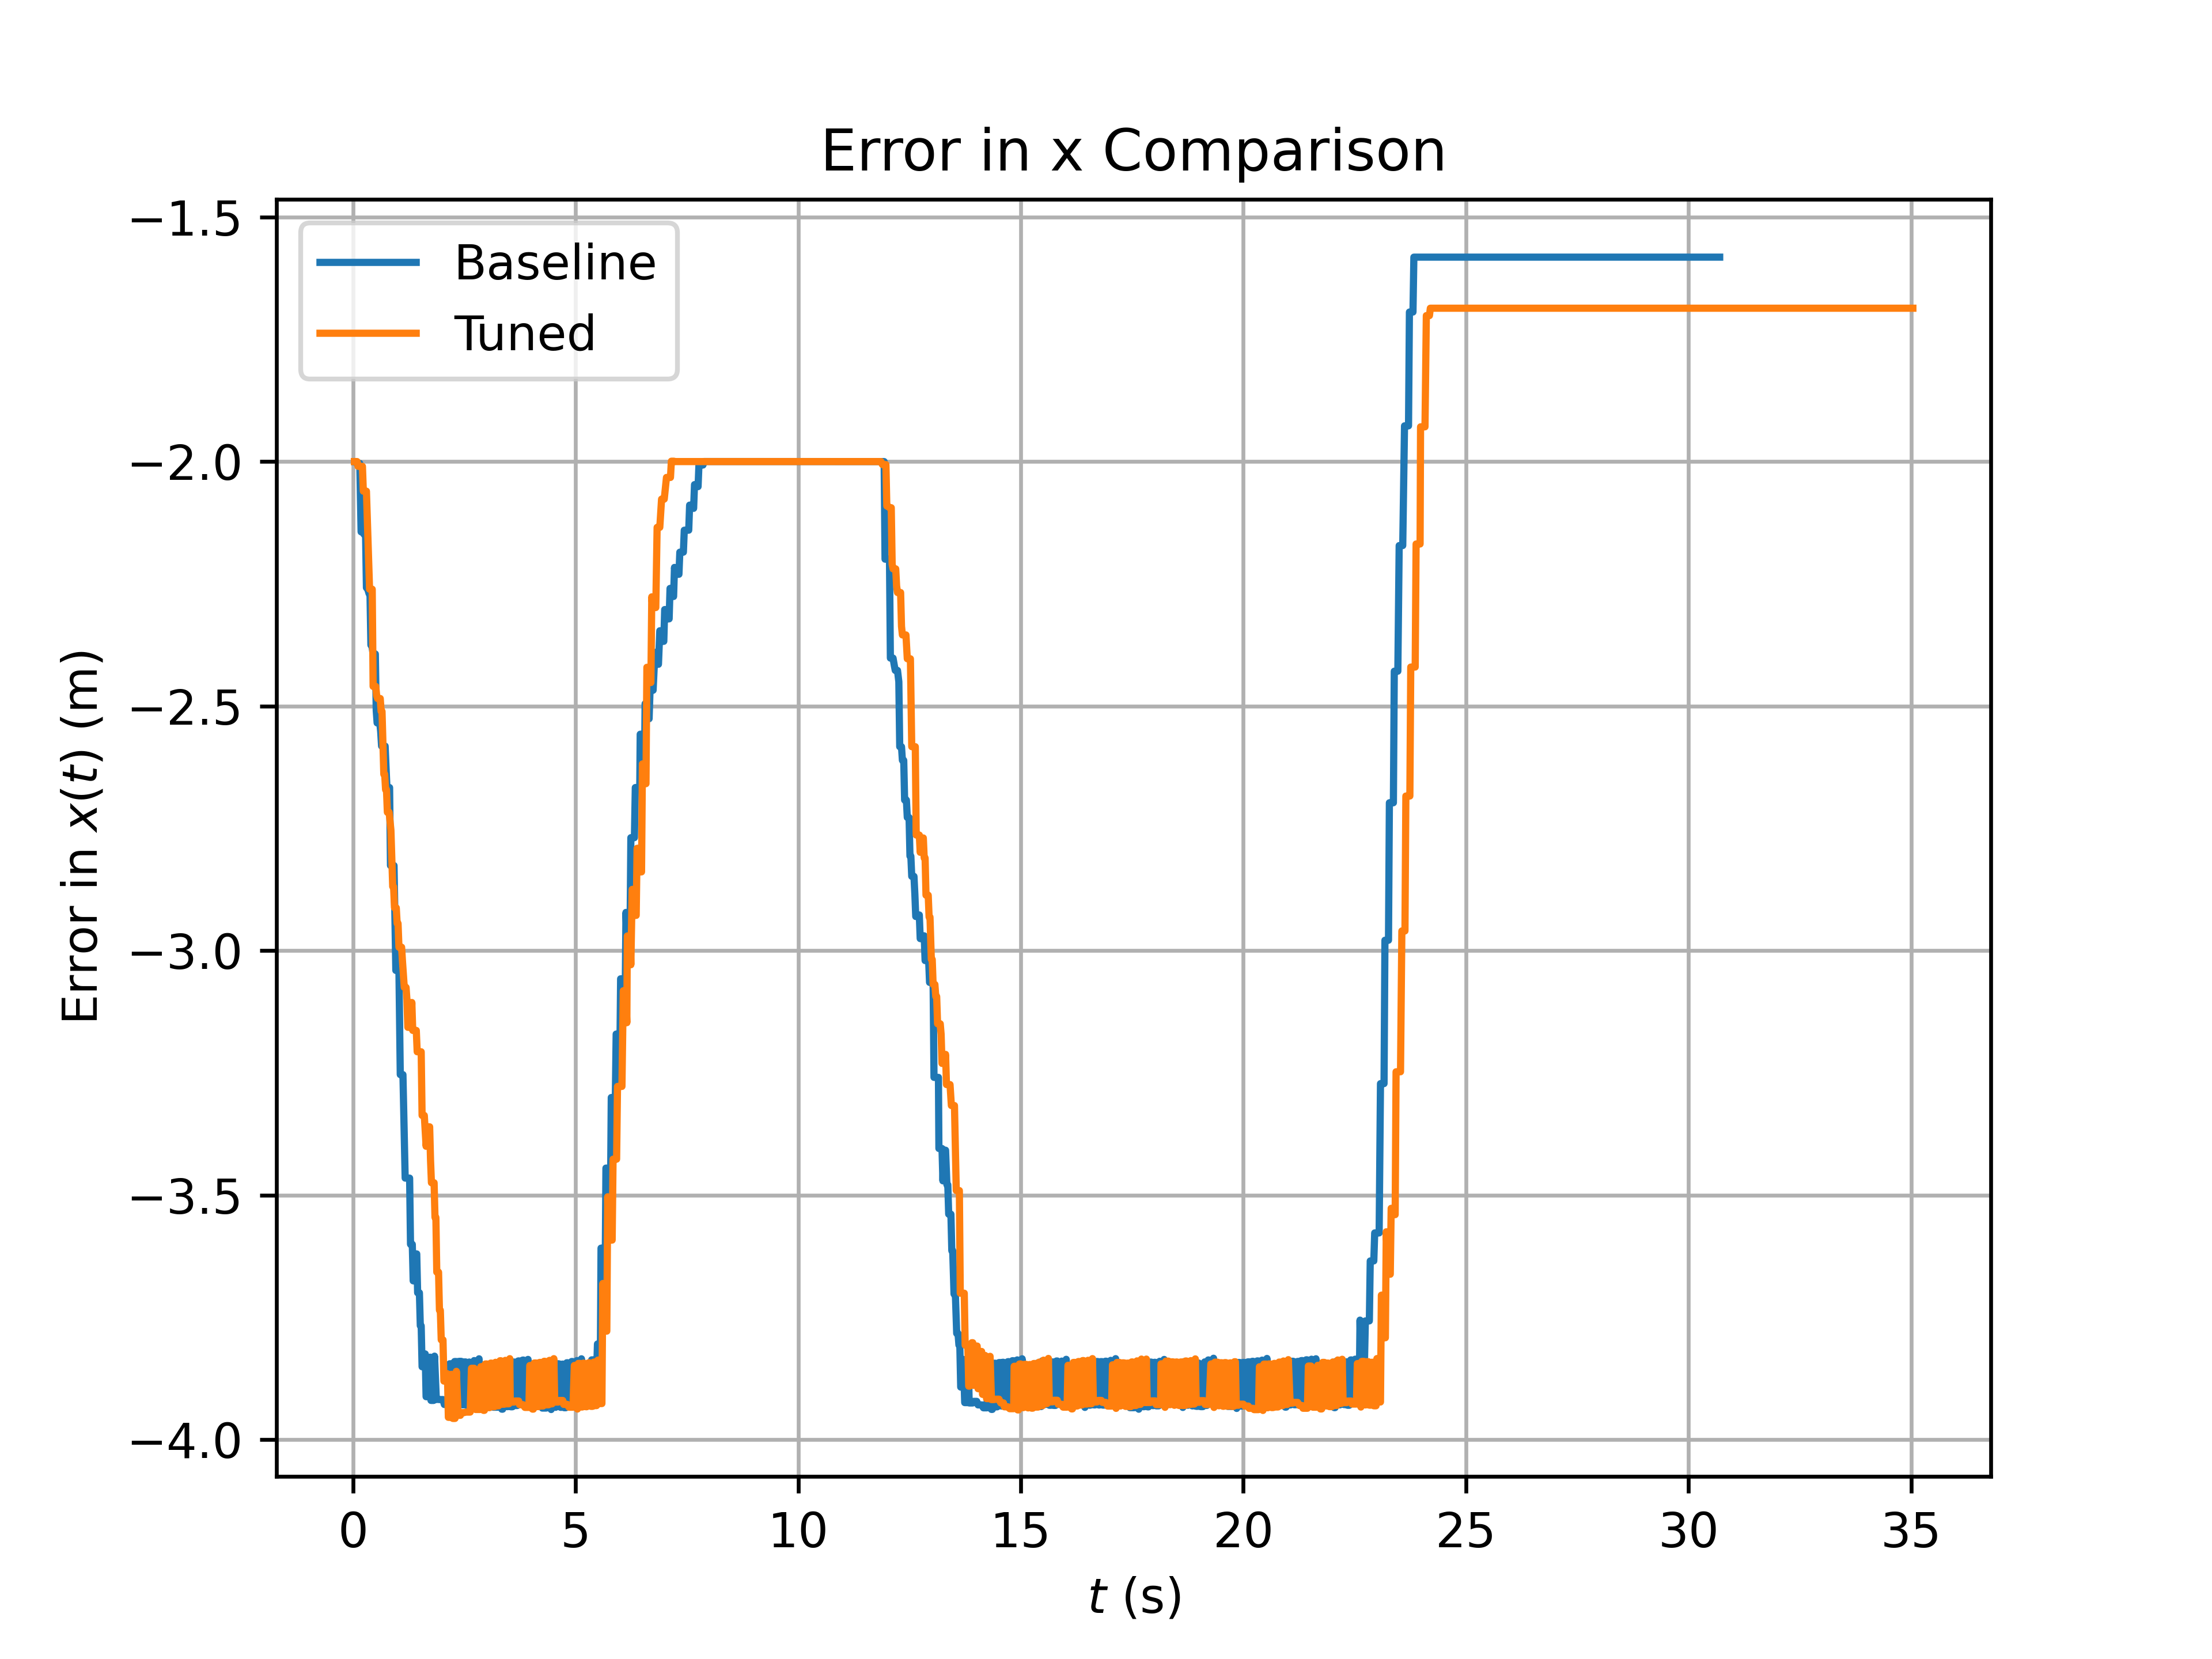 Error in x Comparison
−1.5
−2.0
−2.5
−3.0
−3.5
−4.0
Error in x(t) (m)
Baseline
Tuned
0 5 10 15 20 25 30 35
t (s)